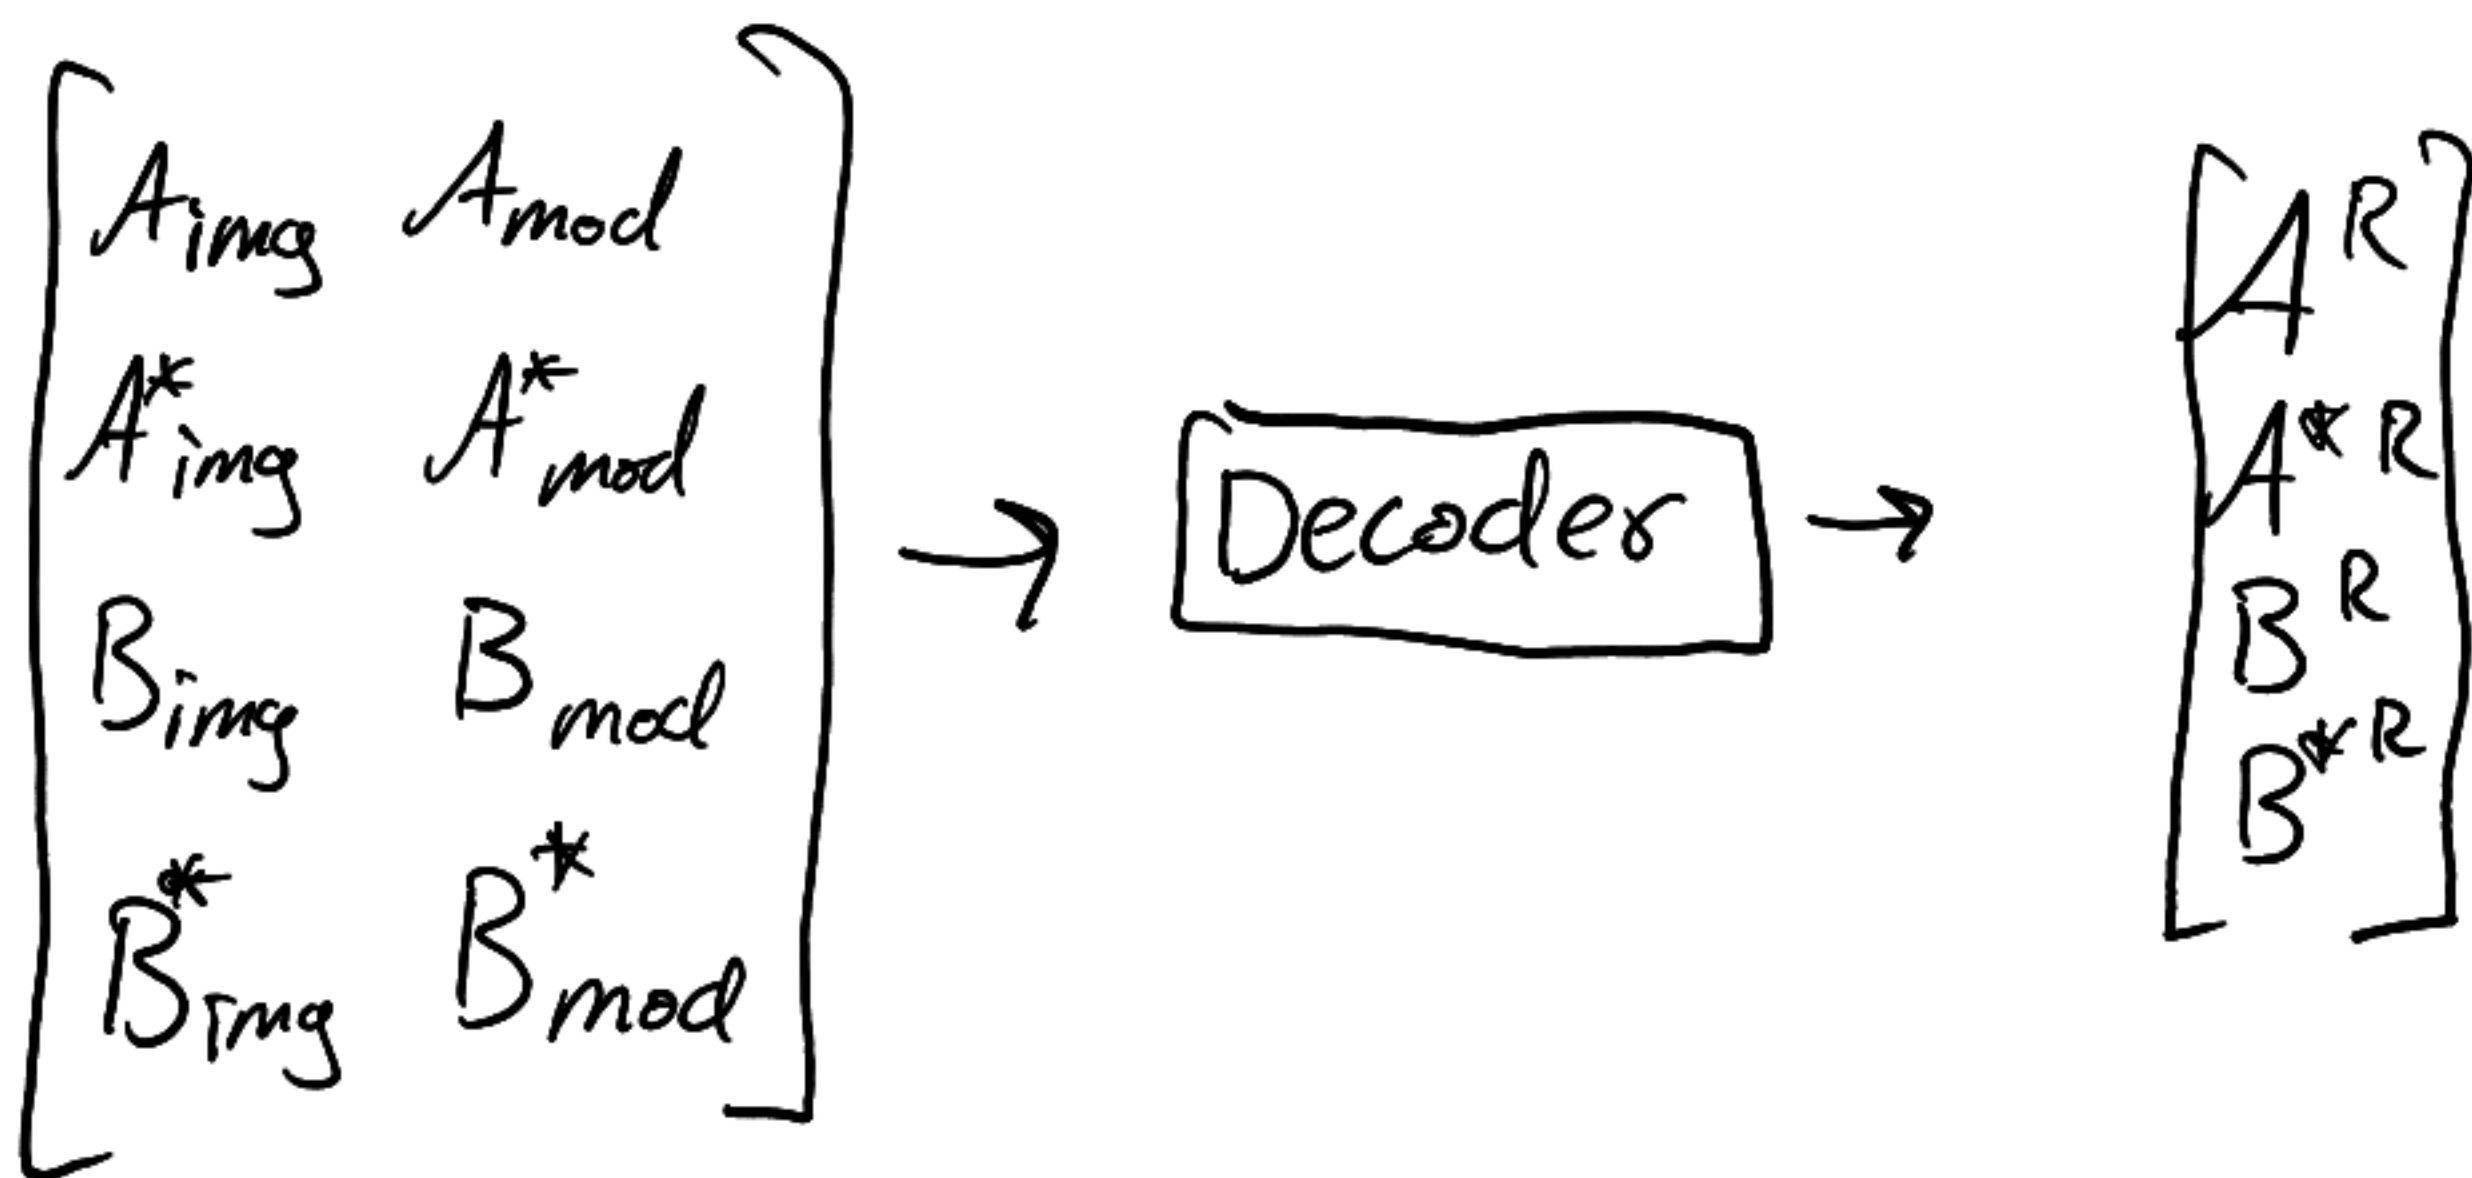 A_img A_mod
A*_img A*_mod
B_img B_mod
B*_img B*_mod
Decoder
A^R
A*^R
B^R
B*^R